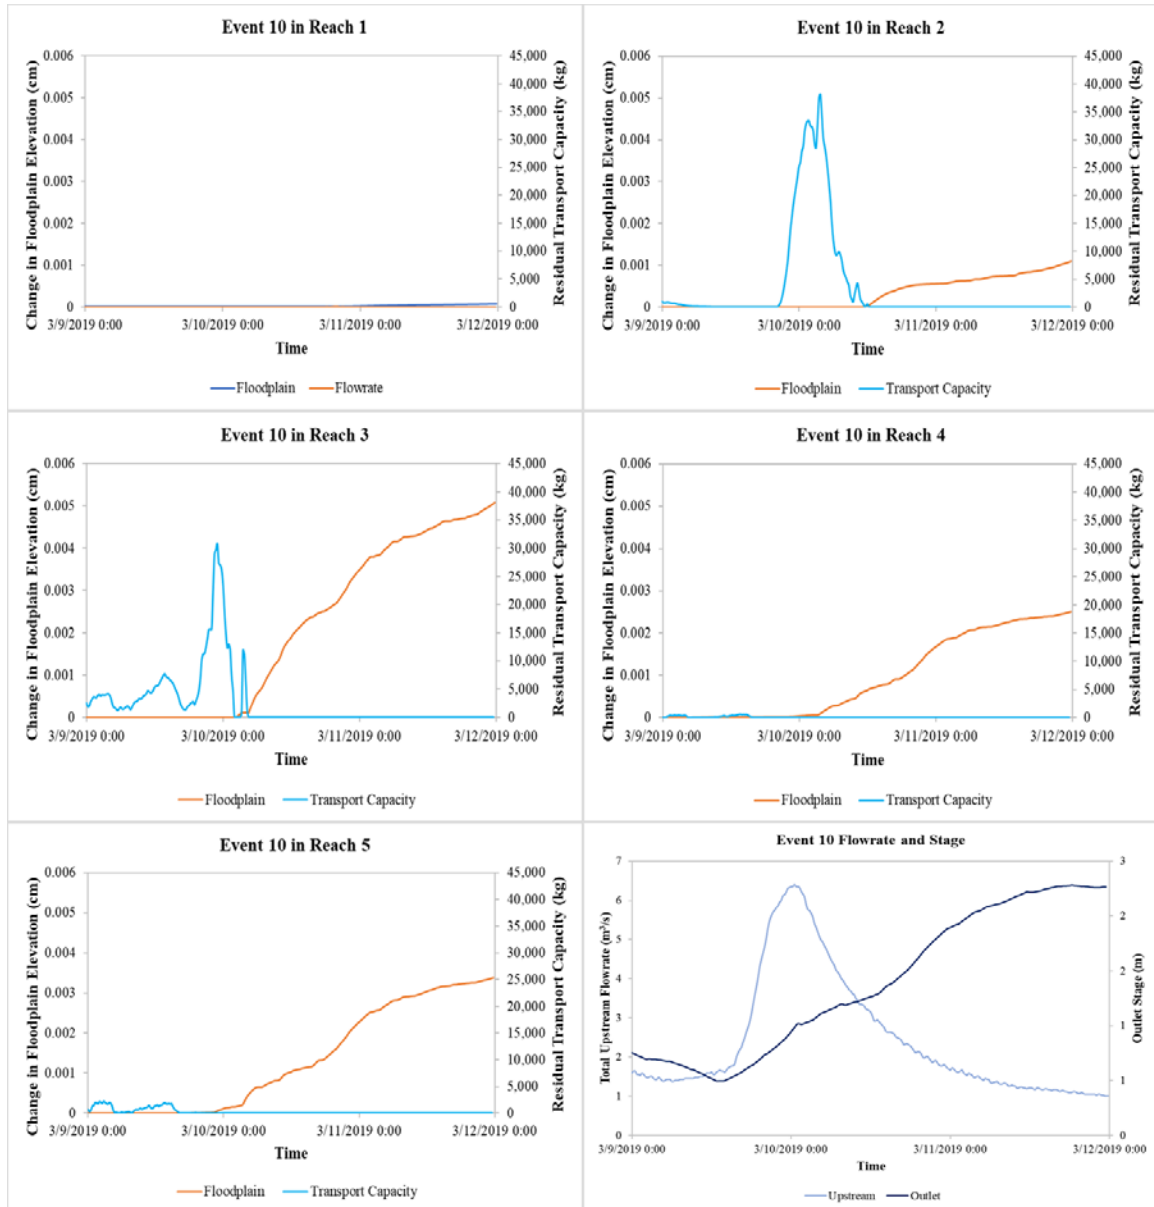 Event 10 in Reach 1
Change in Floodplain Elevation (cm)
0.006
0.005
0.004
0.003
0.002
0.001
0
45,000
40,000
35,000
30,000
25,000
20,000
15,000
10,000
5,000
0
Residual Transport Capacity (kg)
3/9/2019 0:00 3/10/2019 0:00 3/11/2019 0:00 3/12/2019 0:00
Time
Floodplain Flowrate
Event 10 in Reach 2
Change in Floodplain Elevation (cm)
0.006
0.005
0.004
0.003
0.002
0.001
0
45,000
40,000
35,000
30,000
25,000
20,000
15,000
10,000
5,000
0
Residual Transport Capacity (kg)
3/9/2019 0:00 3/10/2019 0:00 3/11/2019 0:00 3/12/2019 0:00
Time
Floodplain Transport Capacity
Event 10 in Reach 3
Change in Floodplain Elevation (cm)
0.006
0.005
0.004
0.003
0.002
0.001
0
45,000
40,000
35,000
30,000
25,000
20,000
15,000
10,000
5,000
0
Residual Transport Capacity (kg)
3/9/2019 0:00 3/10/2019 0:00 3/11/2019 0:00 3/12/2019 0:00
Time
Floodplain Transport Capacity
Event 10 in Reach 4
Change in Floodplain Elevation (cm)
0.006
0.005
0.004
0.003
0.002
0.001
0
45,000
40,000
35,000
30,000
25,000
20,000
15,000
10,000
5,000
0
Residual Transport Capacity (kg)
3/9/2019 0:00 3/10/2019 0:00 3/11/2019 0:00 3/12/2019 0:00
Time
Floodplain Transport Capacity
Event 10 in Reach 5
Change in Floodplain Elevation (cm)
0.006
0.005
0.004
0.003
0.002
0.001
0
45,000
40,000
35,000
30,000
25,000
20,000
15,000
10,000
5,000
0
Residual Transport Capacity (kg)
3/9/2019 0:00 3/10/2019 0:00 3/11/2019 0:00 3/12/2019 0:00
Time
Floodplain Transport Capacity
Event 10 Flowrate and Stage
Total Upstream Flowrate (m³/s)
7
6
5
4
3
2
1
0
3
2
2
1
1
0
Outlet Stage (m)
3/9/2019 0:00 3/10/2019 0:00 3/11/2019 0:00 3/12/2019 0:00
Time
Upstream Outlet